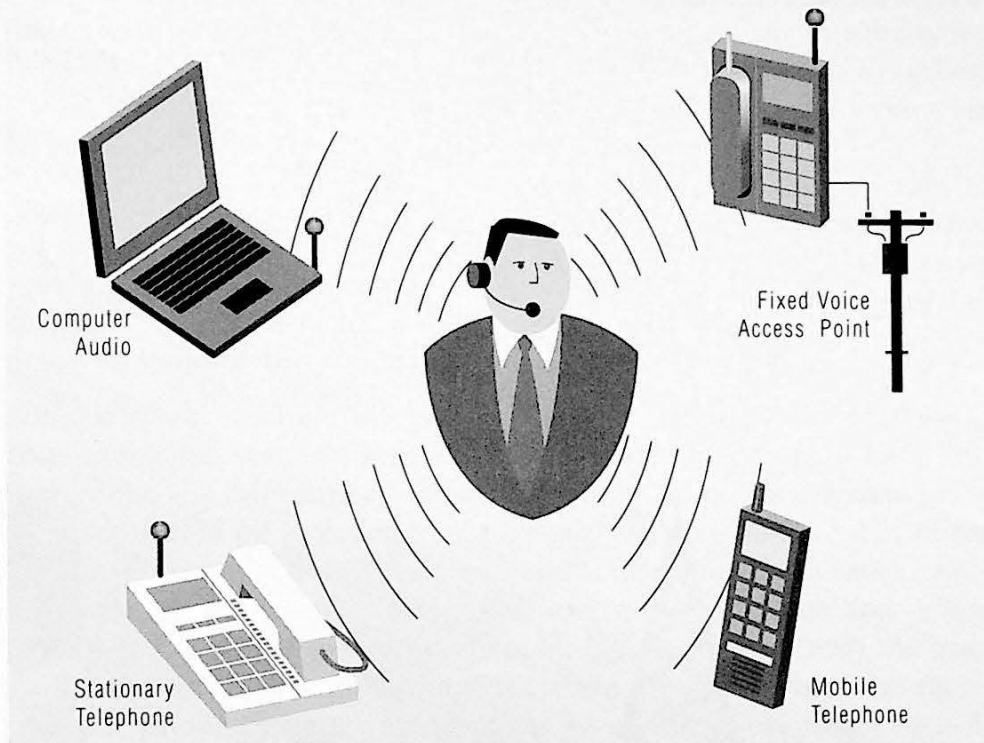 Computer
Audio
Fixed Voice
Access Point
Stationary
Telephone
Mobile
Telephone